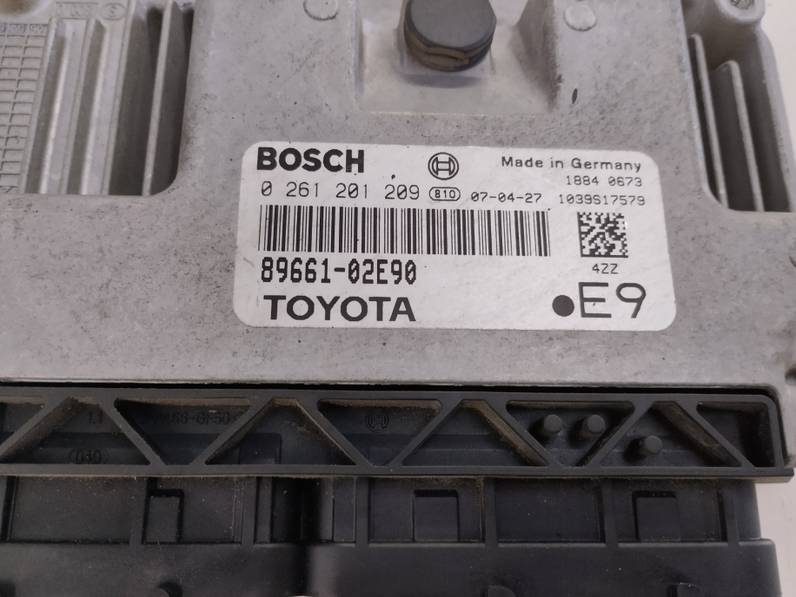 BOSCH Made in Germany
1884 0673
0 261 201 209 810 07-04-27 1039S17579
89661-02E90 4ZZ
TOYOTA •E9